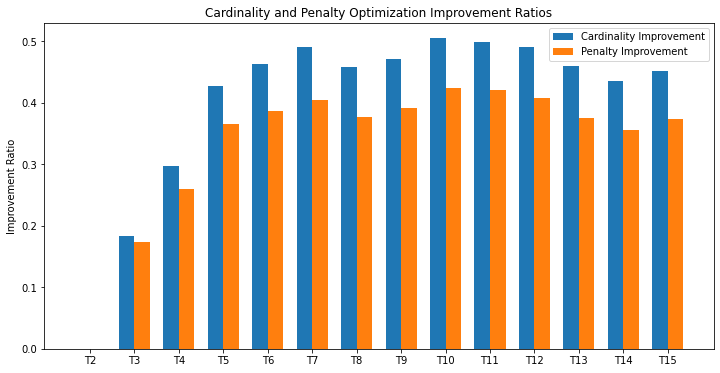 Cardinality and Penalty Optimization Improvement Ratios
Cardinality Improvement
Penalty Improvement
Improvement Ratio
0.5
0.4
0.3
0.2
0.1
0.0
T2 T3 T4 T5 T6 T7 T8 T9 T10 T11 T12 T13 T14 T15